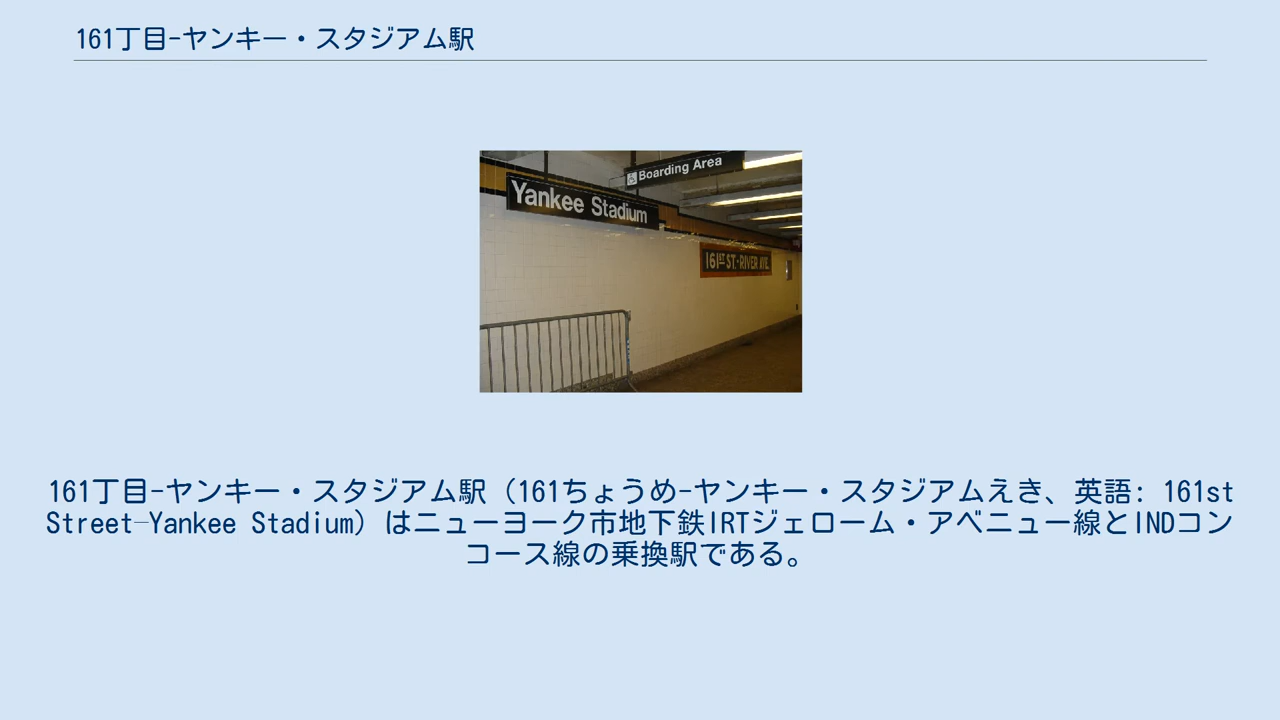 161丁目-ヤンキー・スタジアム駅
Boarding Area
Yankee Stadium
161ST ST.-RIVER AVE.
161丁目-ヤンキー・スタジアム駅（161ちょうめ-ヤンキー・スタジアムえき、英語: 161st
Street–Yankee Stadium）はニューヨーク市地下鉄IRTジェローム・アベニュー線とINDコン
コース線の乗換駅である。